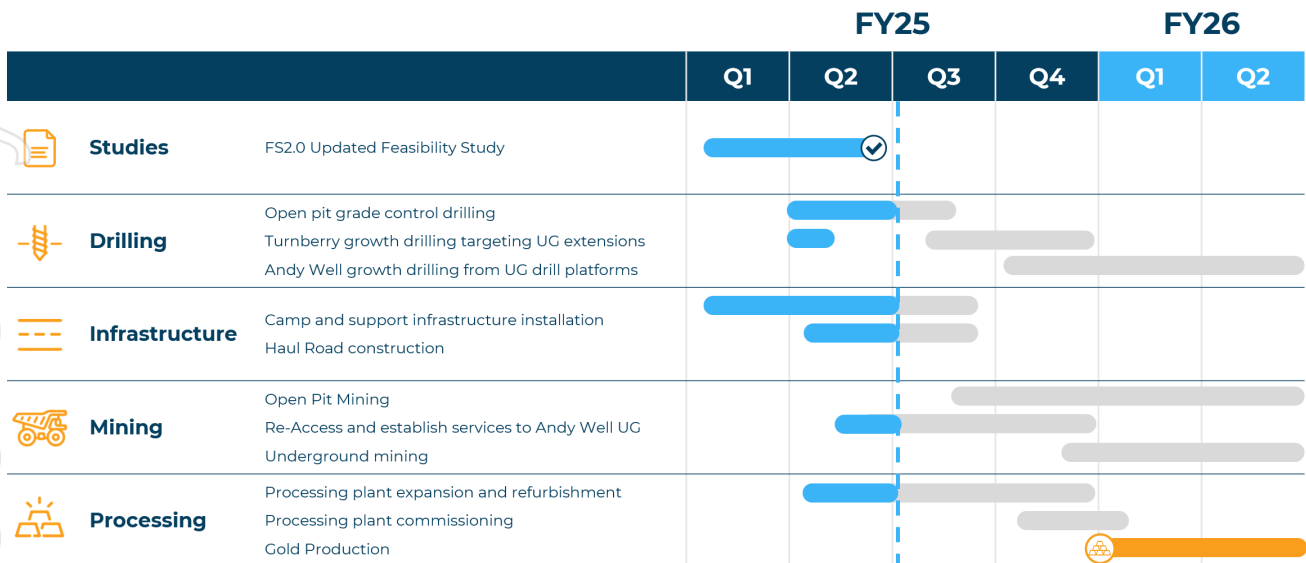 FY25 FY26
Q1 Q2 Q3 Q4 Q1 Q2
Studies FS2.0 Updated Feasibility Study
Open pit grade control drilling
Drilling Turnberry growth drilling targeting UG extensions
Andy Well growth drilling from UG drill platforms
Camp and support infrastructure installation
Infrastructure
Haul Road construction
Open Pit Mining
Mining Re-Access and establish services to Andy Well UG
Underground mining
Processing plant expansion and refurbishment
Processing Processing plant commissioning
Gold Production